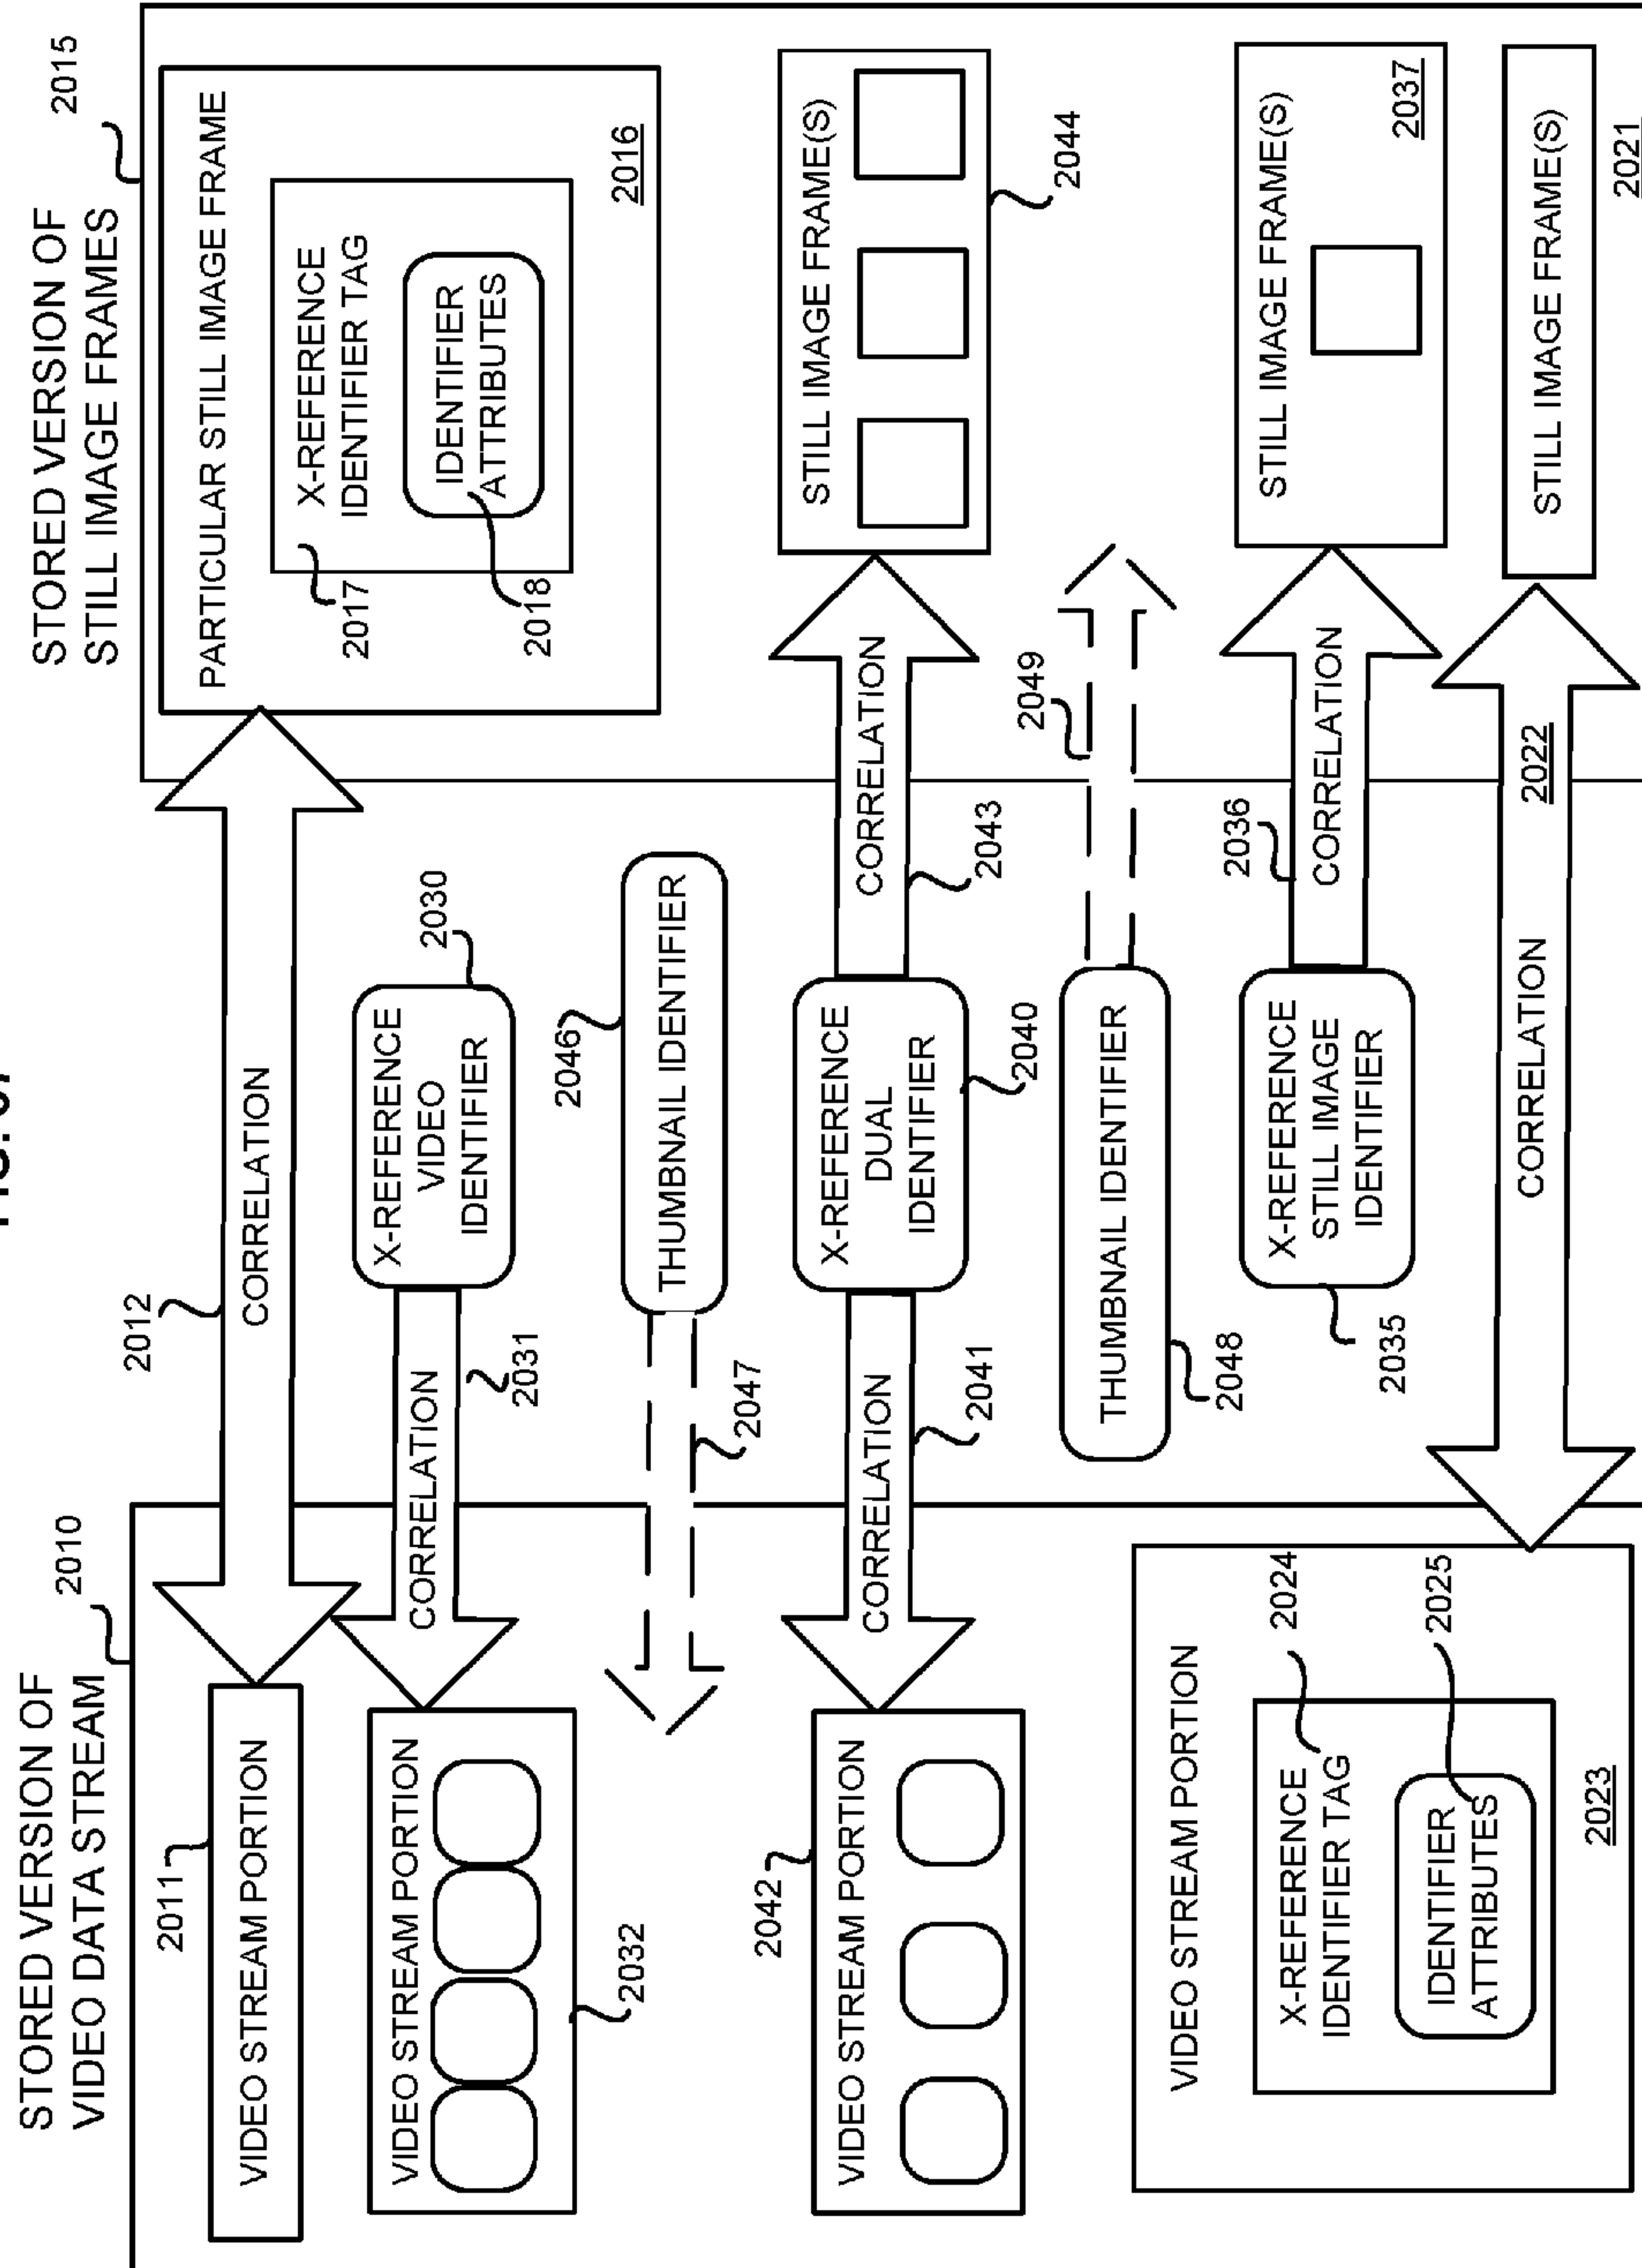 STORED VERSION OF
VIDEO DATA STREAM
2010
STORED VERSION OF
STILL IMAGE FRAMES
2015
2011
VIDEO STREAM PORTION
2012
CORRELATION
PARTICULAR STILL IMAGE FRAME
X-REFERENCE
IDENTIFIER TAG
2017
IDENTIFIER
ATTRIBUTES
2018
2016
VIDEO STREAM PORTION
2032
CORRELATION
2031
X-REFERENCE
VIDEO
IDENTIFIER
2030
2046
THUMBNAIL IDENTIFIER
2047
2042
VIDEO STREAM PORTION
CORRELATION
2041
X-REFERENCE
DUAL
IDENTIFIER
2040
CORRELATION
2043
STILL IMAGE FRAME(S)
2044
2049
THUMBNAIL IDENTIFIER
2048
X-REFERENCE
STILL IMAGE
IDENTIFIER
2035
2036
CORRELATION
STILL IMAGE FRAME(S)
2037
VIDEO STREAM PORTION
X-REFERENCE
IDENTIFIER TAG
2024
IDENTIFIER
ATTRIBUTES
2025
2023
CORRELATION
2022
STILL IMAGE FRAME(S)
2021